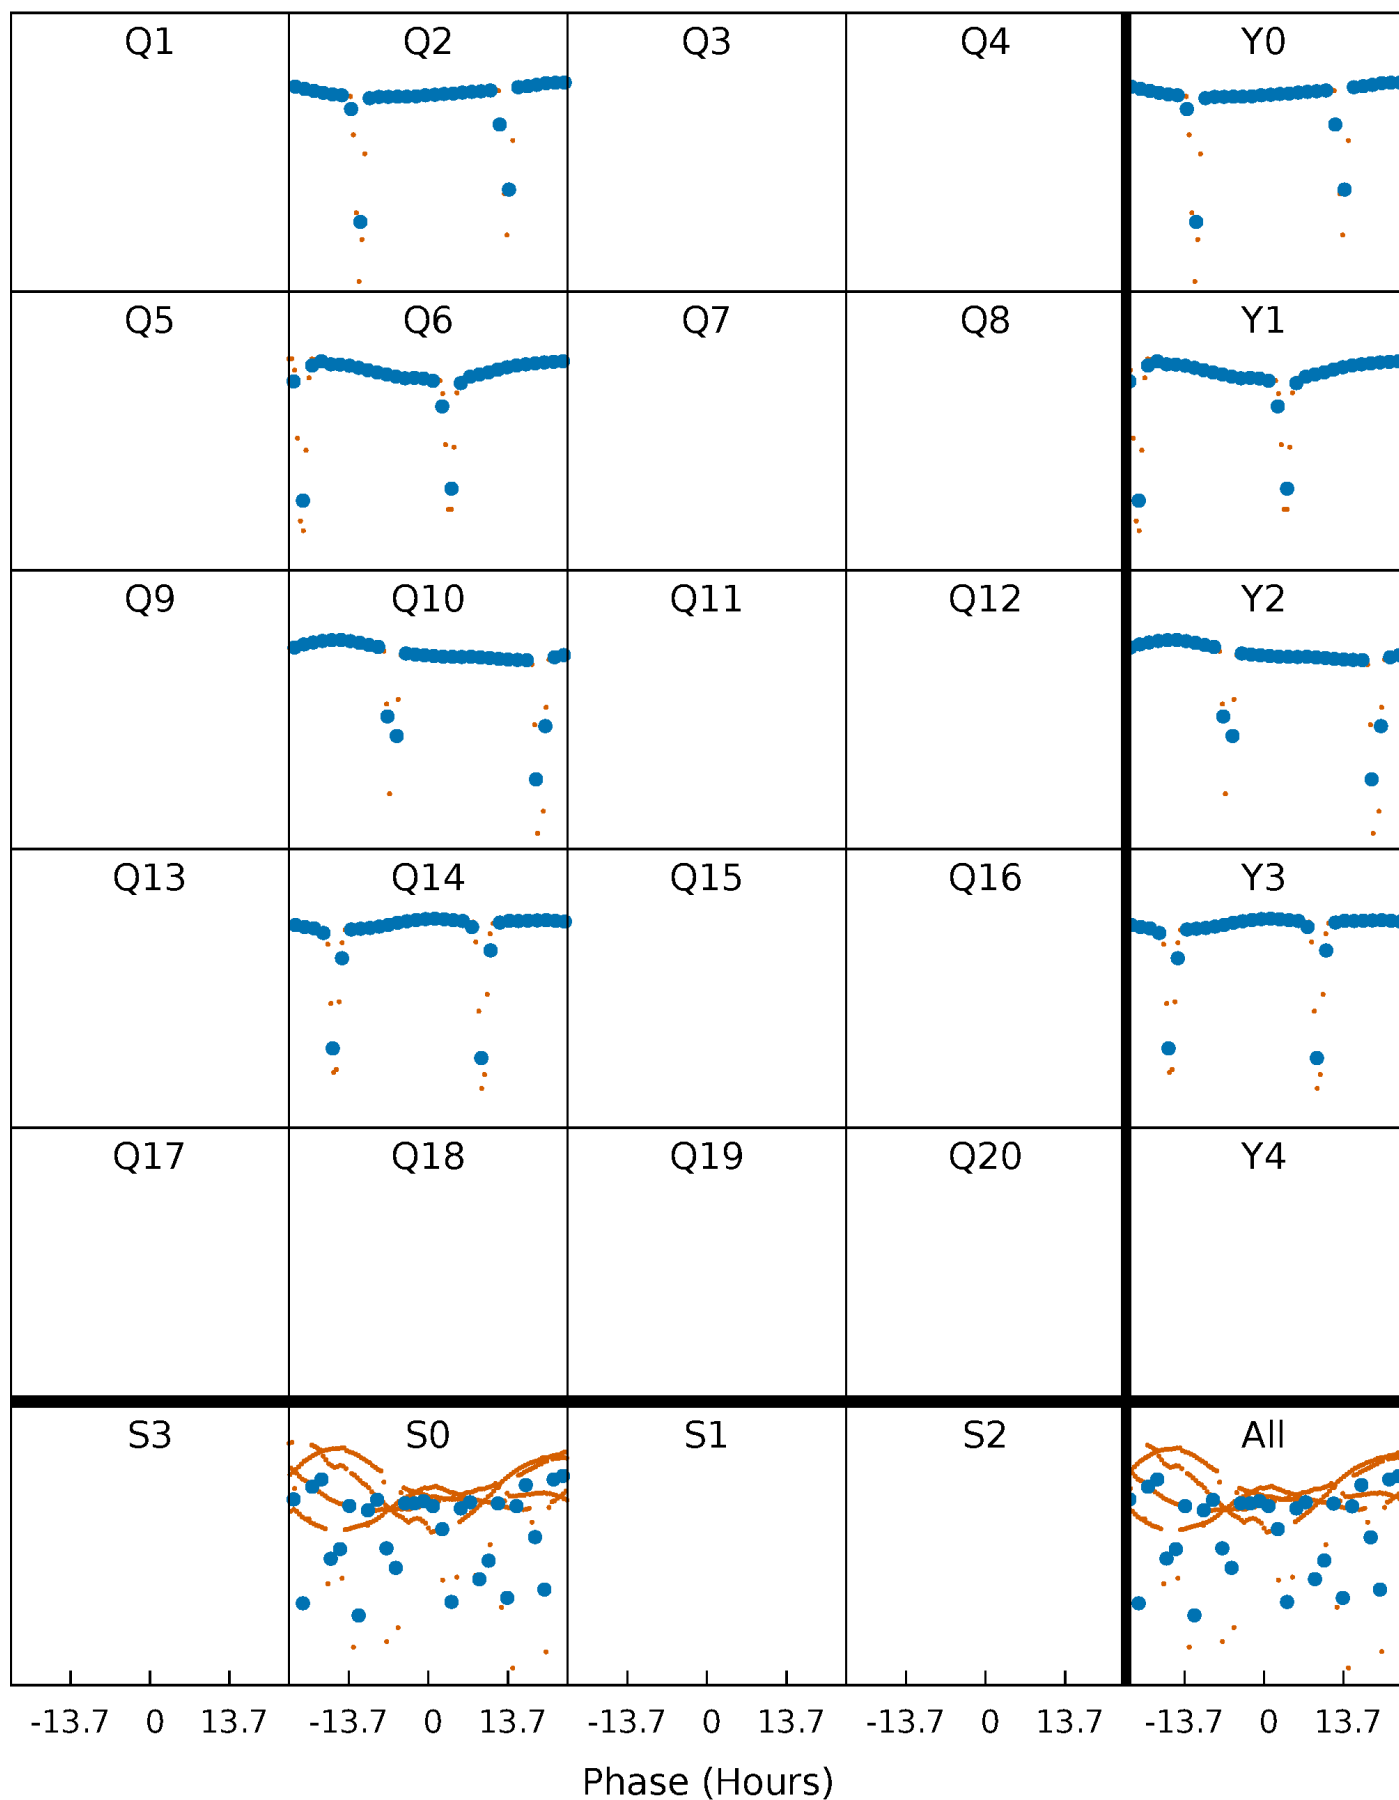 Q1 Q2 Q3 Q4 Y0
Q5 Q6 Q7 Q8 Y1
Q9 Q10 Q11 Q12 Y2
Q13 Q14 Q15 Q16 Y3
Q17 Q18 Q19 Q20 Y4
S3 S0 S1 S2 All
-13.7 0 13.7 -13.7 0 13.7 -13.7 0 13.7 -13.7 0 13.7 -13.7 0 13.7
Phase (Hours)